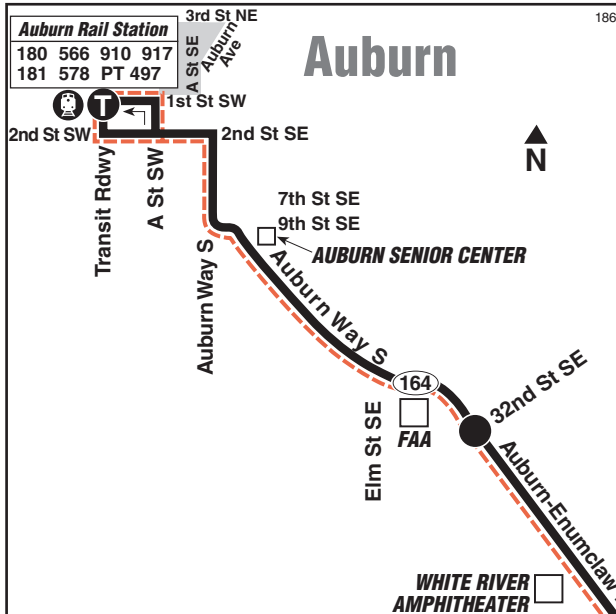 186
3rd St NE
Auburn Rail Station
180 566 910 917
181 578 PT 497
A St SE
Auburn
Ave
Auburn
T
1st St SW
2nd St SW
2nd St SE
N
Transit Rdwy
A St SW
7th St SE
9th St SE
AUBURN SENIOR CENTER
Auburn Way S
Auburn Way S
164
32nd St SE
Elm St SE
FAA
Auburn-Enumclaw
WHITE RIVER
AMPHITHEATER